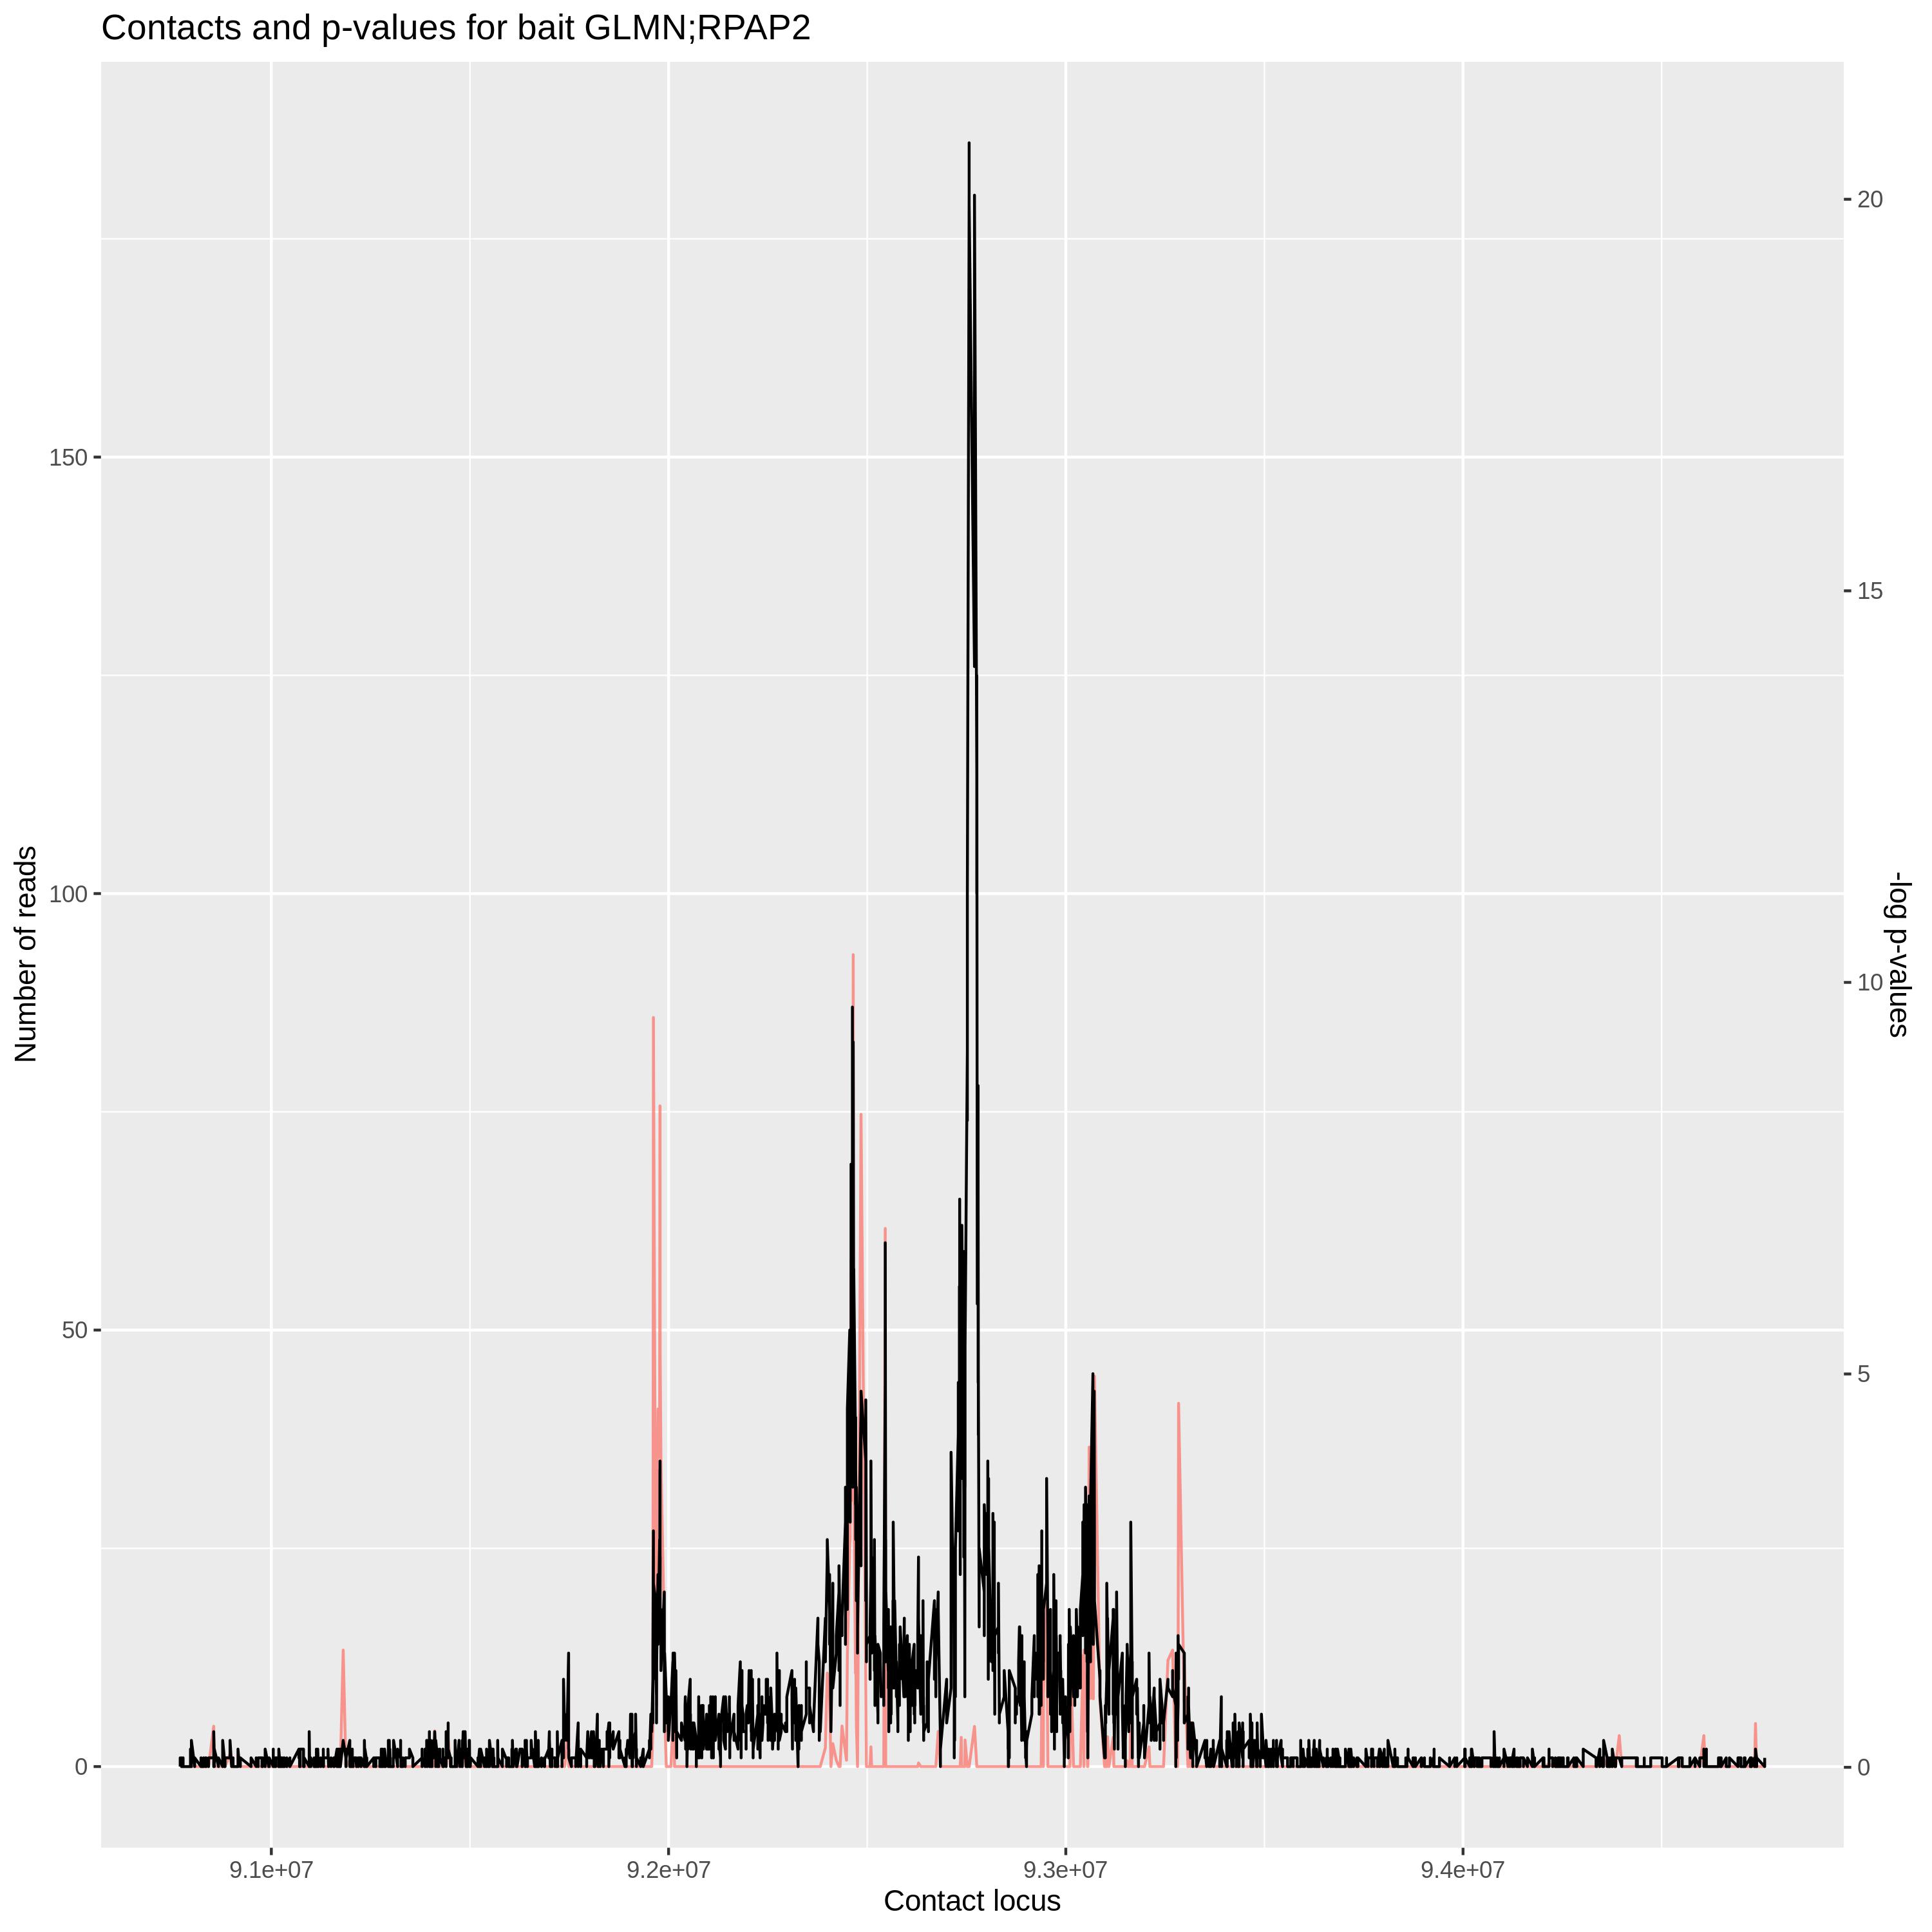 Contacts and p-values for bait GLMN;RPAP2
Number of reads
150
100
50
0
20
15
10
5
0
-log p-values
9.1e+07 9.2e+07 9.3e+07 9.4e+07
Contact locus